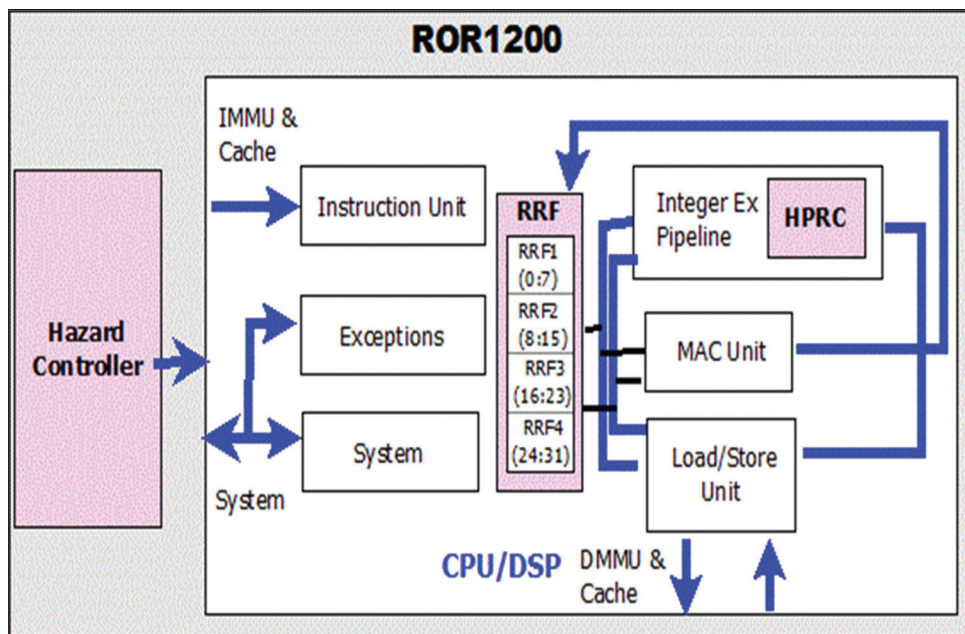 ROR1200
Hazard
Controller
IMMU &
Cache
Instruction Unit
Exceptions
System
System
RRF
RRF1
(0:7)
RRF2
(8:15)
RRF3
(16:23)
RRF4
(24:31)
Integer Ex
Pipeline
HPRC
MAC Unit
Load/Store
Unit
CPU/DSP
DMMU &
Cache